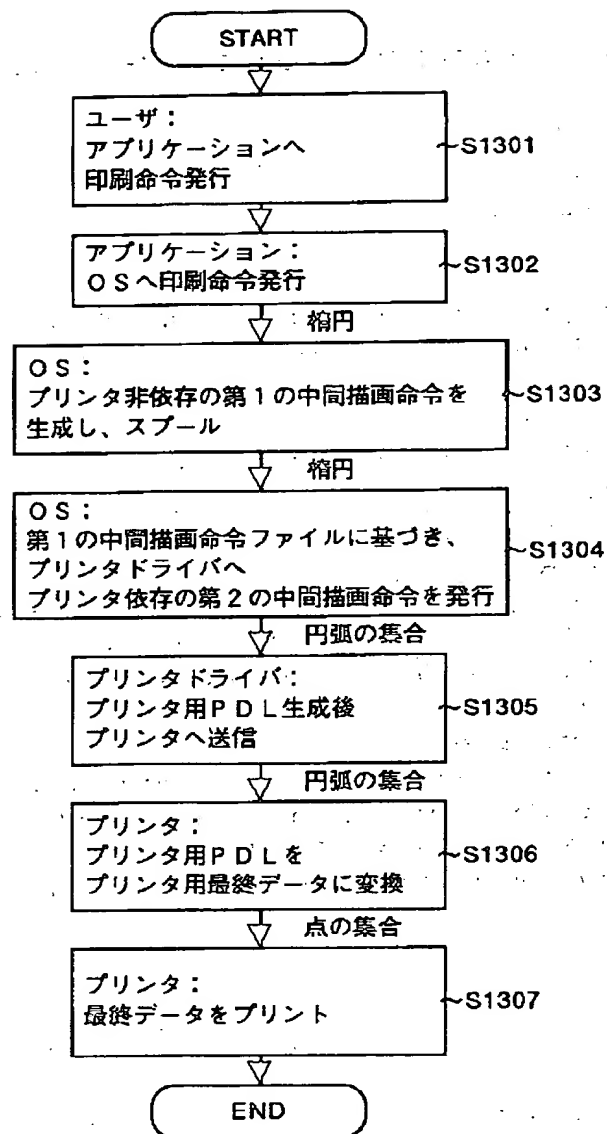 START
ユーザ：
アプリケーションへ
印刷命令発行
~S1301
アプリケーション：
ＯＳへ印刷命令発行
~S1302
楕円
ＯＳ：
プリンタ非依存の第１の中間描画命令を
生成し、スプール
~S1303
楕円
ＯＳ：
第１の中間描画命令ファイルに基づき、
プリンタドライバへ
プリンタ依存の第２の中間描画命令を発行
~S1304
円弧の集合
プリンタドライバ：
プリンタ用ＰＤＬ生成後
プリンタへ送信
~S1305
円弧の集合
プリンタ：
プリンタ用ＰＤＬを
プリンタ用最終データに変換
~S1306
点の集合
プリンタ：
最終データをプリント
~S1307
END